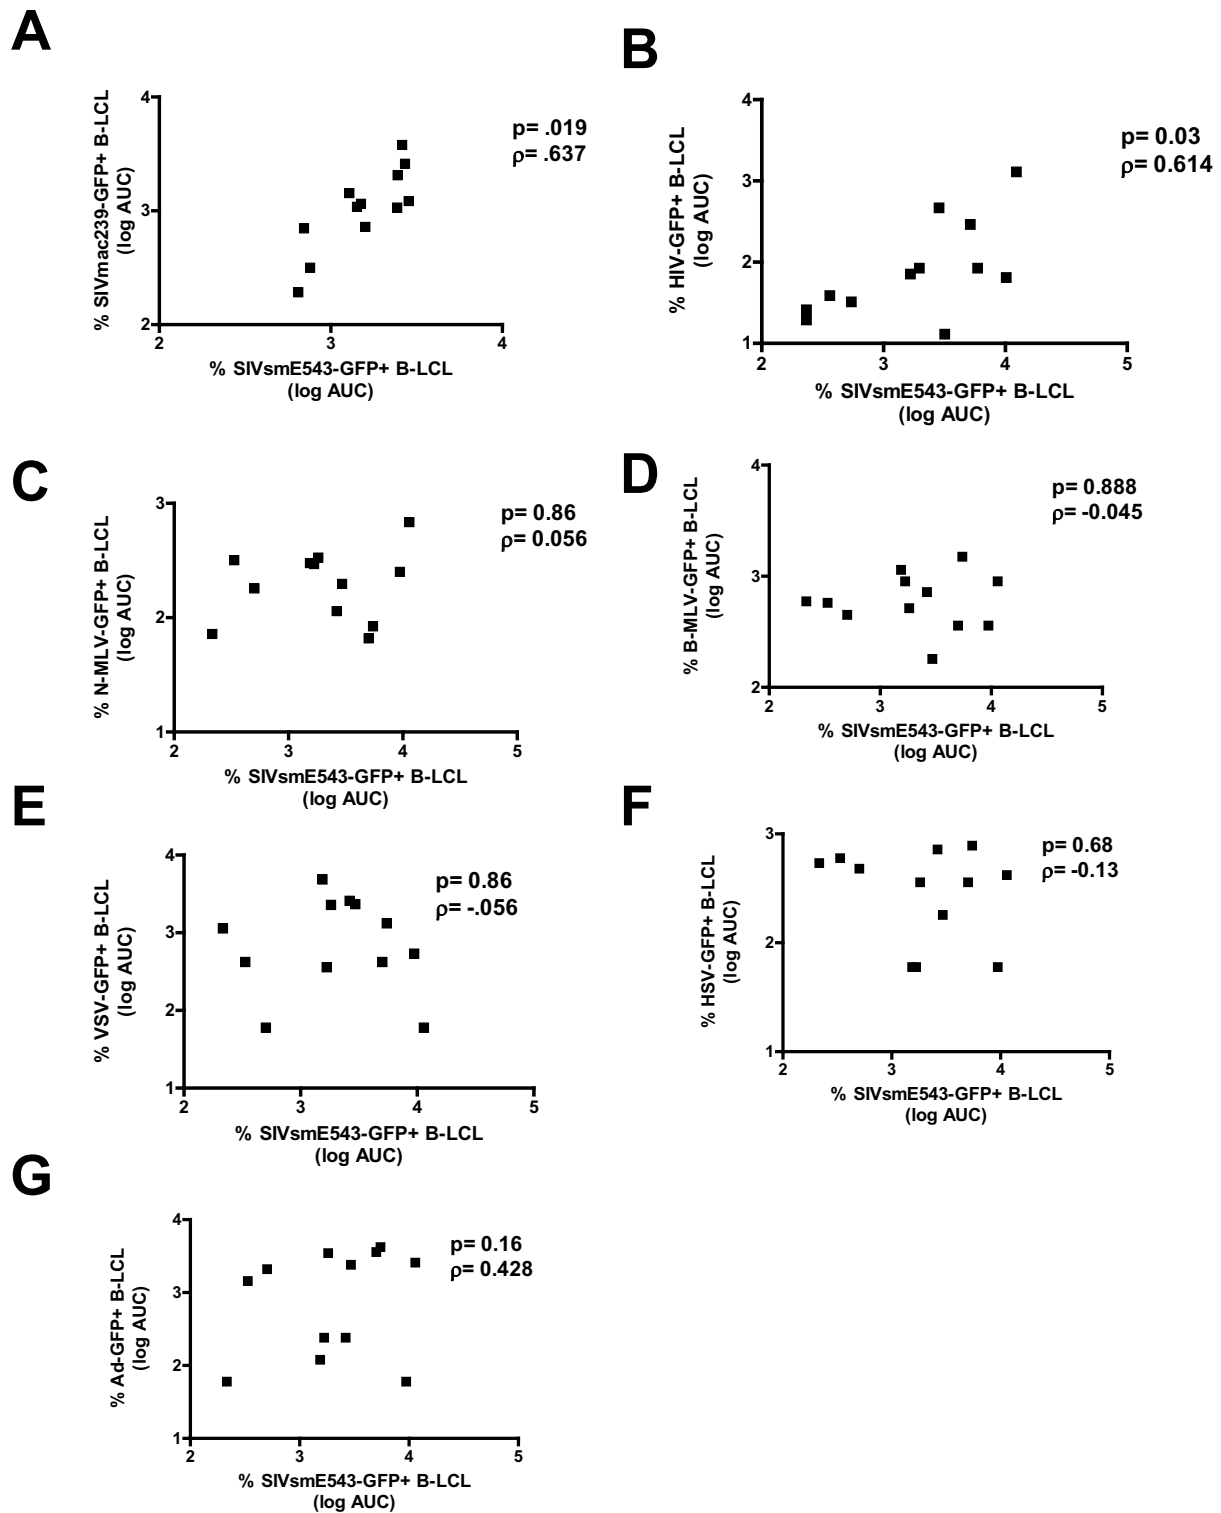 A
% SIVmac239-GFP+ B-LCL
(log AUC)
4
3
2
2
3
4
p= .019
ρ= .637
% SIVsmE543-GFP+ B-LCL
(log AUC)
B
% HIV-GFP+ B-LCL
(log AUC)
4
3
2
1
2
3
4
5
p= 0.03
ρ= 0.614
% SIVsmE543-GFP+ B-LCL
(log AUC)
C
% N-MLV-GFP+ B-LCL
(log AUC)
3
2
1
2
3
4
5
p= 0.86
ρ= 0.056
% SIVsmE543-GFP+ B-LCL
(log AUC)
D
% B-MLV-GFP+ B-LCL
(log AUC)
4
3
2
2
3
4
5
p= 0.888
ρ= -0.045
% SIVsmE543-GFP+ B-LCL
(log AUC)
E
% VSV-GFP+ B-LCL
(log AUC)
4
3
2
1
2
3
4
5
p= 0.86
ρ= -.056
% SIVsmE543-GFP+ B-LCL
(log AUC)
F
% HSV-GFP+ B-LCL
(log AUC)
3
2
1
2
3
4
5
p= 0.68
ρ= -0.13
% SIVsmE543-GFP+ B-LCL
(log AUC)
G
% Ad-GFP+ B-LCL
(log AUC)
4
3
2
1
2
3
4
5
p= 0.16
ρ= 0.428
% SIVsmE543-GFP+ B-LCL
(log AUC)